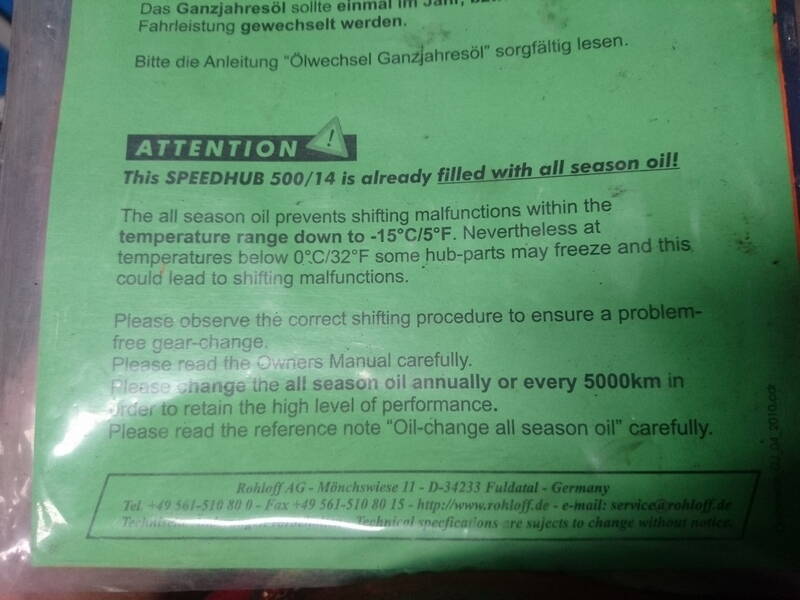 Das Ganzjahresöl sollte einmal im Jahr,
Fahrleistung gewechselt werden.
Bitte die Anleitung "Ölwechsel Ganzjahresöl" sorgfältig lesen.
ATTENTION
This SPEEDHUB 500/14 is already filled with all season oil!
The all season oil prevents shifting malfunctions within the
temperature range down to -15°C/5°F. Nevertheless at
temperatures below 0°C/32°F some hub-parts may freeze and this
could lead to shifting malfunctions.
Please observe the correct shifting procedure to ensure a problem-
free gear-change.
Please read the Owners Manual carefully.
Please change the all season oil annually or every 5000km in
order to retain the high level of performance.
Please read the reference note "Oil-change all season oil" carefully.
Rohloff AG - Mönchswiese 11 - D-34233 Fuldatal - Germany
Tel. +49 561-510 80 0 - Fax +49 561-510 80 15 - http://www.rohloff.de - e-mail: service@rohloff.de
Technical specfications are sujects to change without notice.